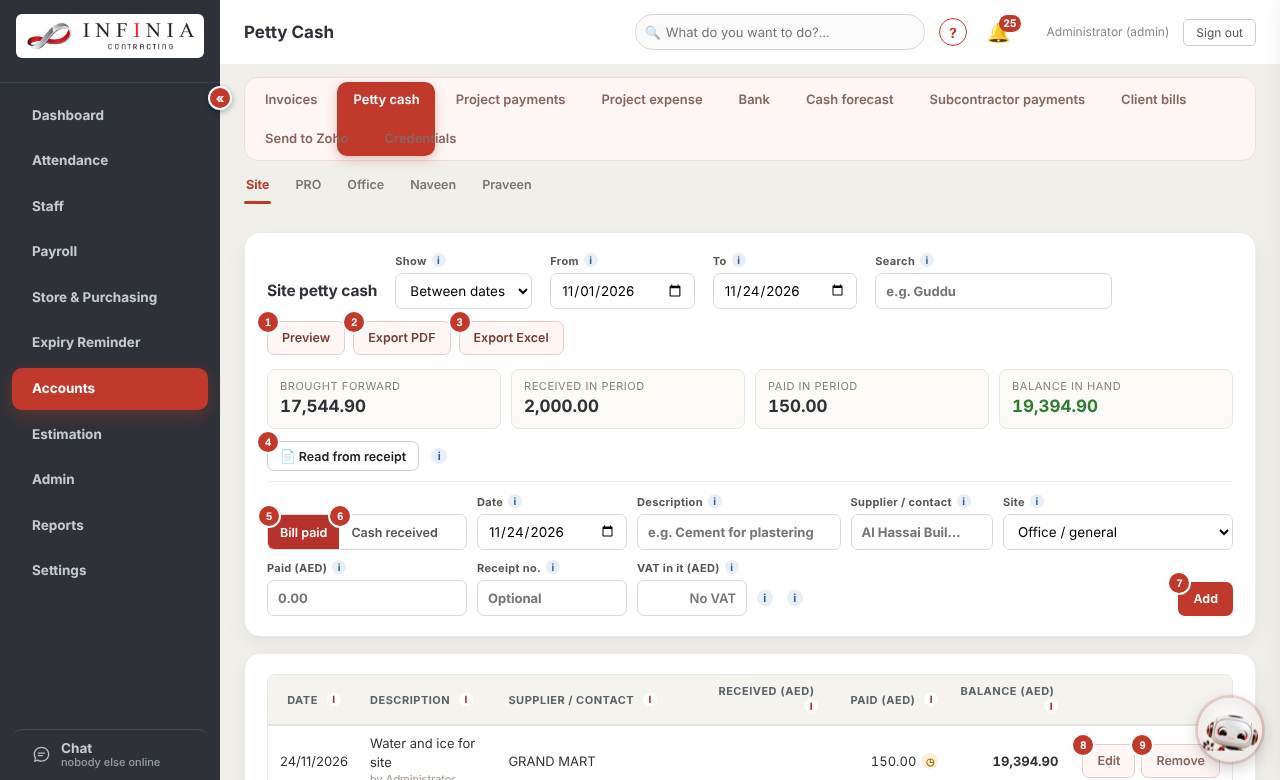 INFINIA
CONTRACTING
Petty Cash
What do you want to do?...
?
25
Administrator (admin)
Sign out
«
Dashboard
Attendance
Staff
Payroll
Store & Purchasing
Expiry Reminder
Accounts
Estimation
Admin
Reports
Settings
Chat
nobody else online
Invoices Petty cash Project payments Project expense Bank Cash forecast Subcontractor payments Client bills
Send to Zoho Credentials
Site PRO Office Naveen Praveen
Show i From i To i Search i
Site petty cash Between dates 11/01/2026 11/24/2026 e.g. Guddu
1 Preview 2 Export PDF 3 Export Excel
BROUGHT FORWARD RECEIVED IN PERIOD PAID IN PERIOD BALANCE IN HAND
17,544.90 2,000.00 150.00 19,394.90
4 Read from receipt i
Date i Description i Supplier / contact i Site i
5 Bill paid 6 Cash received 11/24/2026 e.g. Cement for plastering Al Hassai Buil... Office / general
Paid (AED) i Receipt no. i VAT in it (AED) i
0.00 Optional No VAT i i 7 Add
DATE I DESCRIPTION I SUPPLIER / CONTACT I RECEIVED (AED) I PAID (AED) I BALANCE (AED) I
24/11/2026 Water and ice for site GRAND MART 150.00 19,394.90 8 Edit 9 Remove
by Administrator